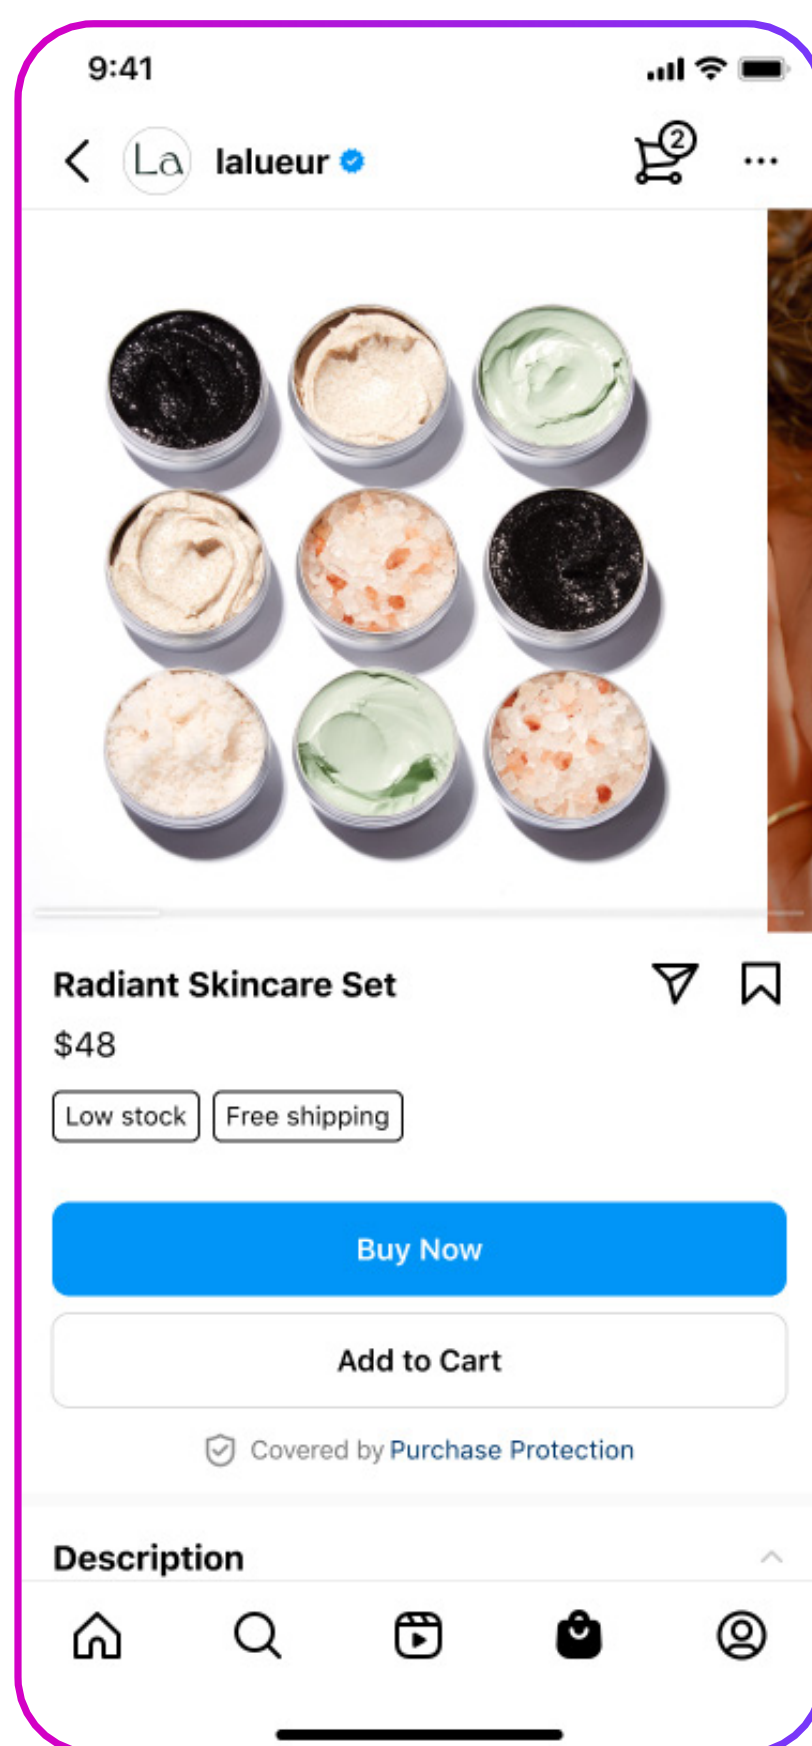 9:41
La lalueur 2
Radiant Skincare Set
$48
Low stock Free shipping
Buy Now
Add to Cart
Covered by Purchase Protection
Description